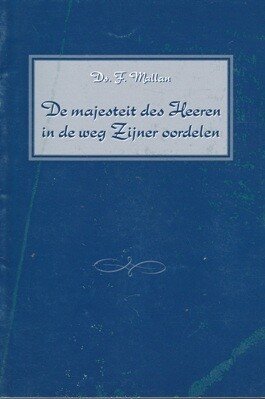 Ds. F. Mallan
De majesteit des Heeren
in de weg Zijner oordelen